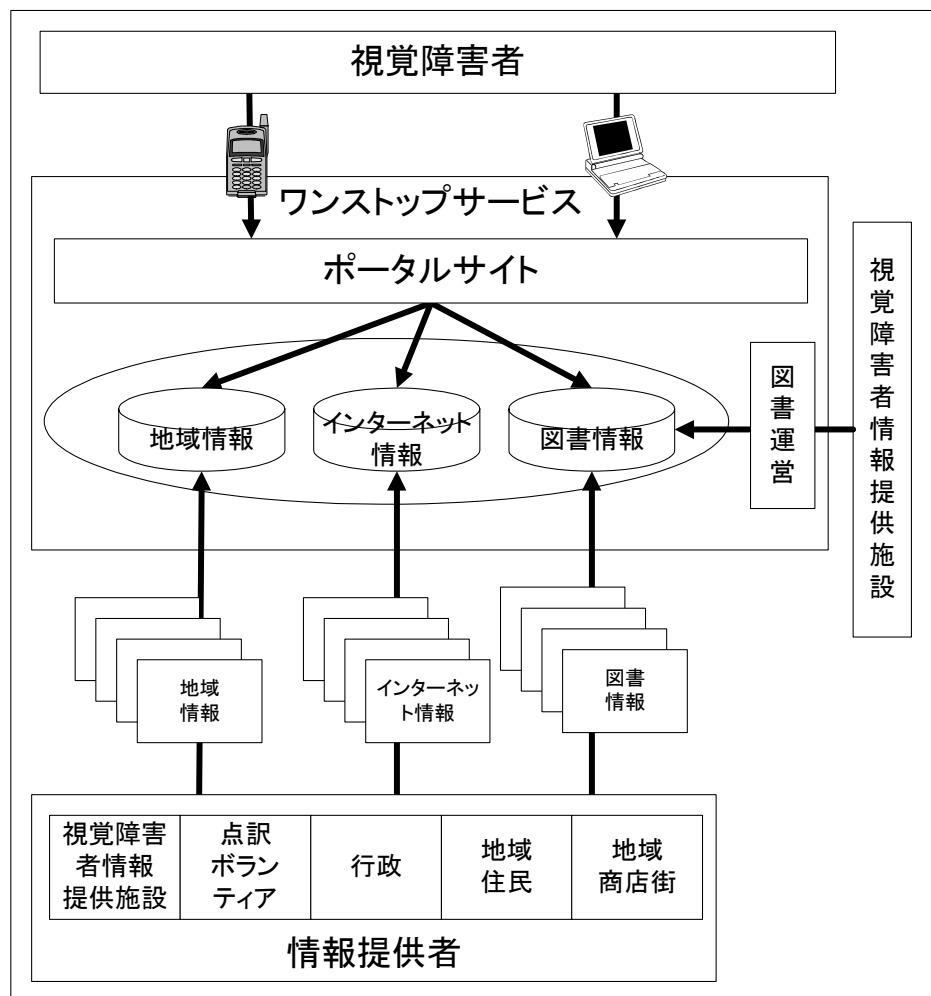 視覚障害者
ワンストップサービス
ポータルサイト
地域情報
インターネット
情報
図書情報
図書運営
視覚障害者情報提供施設
地域
情報
インターネッ
ト情報
図書
情報
視覚障害
者情報
提供施設
点訳
ボラン
ティア
行政
地域
住民
地域
商店街
情報提供者